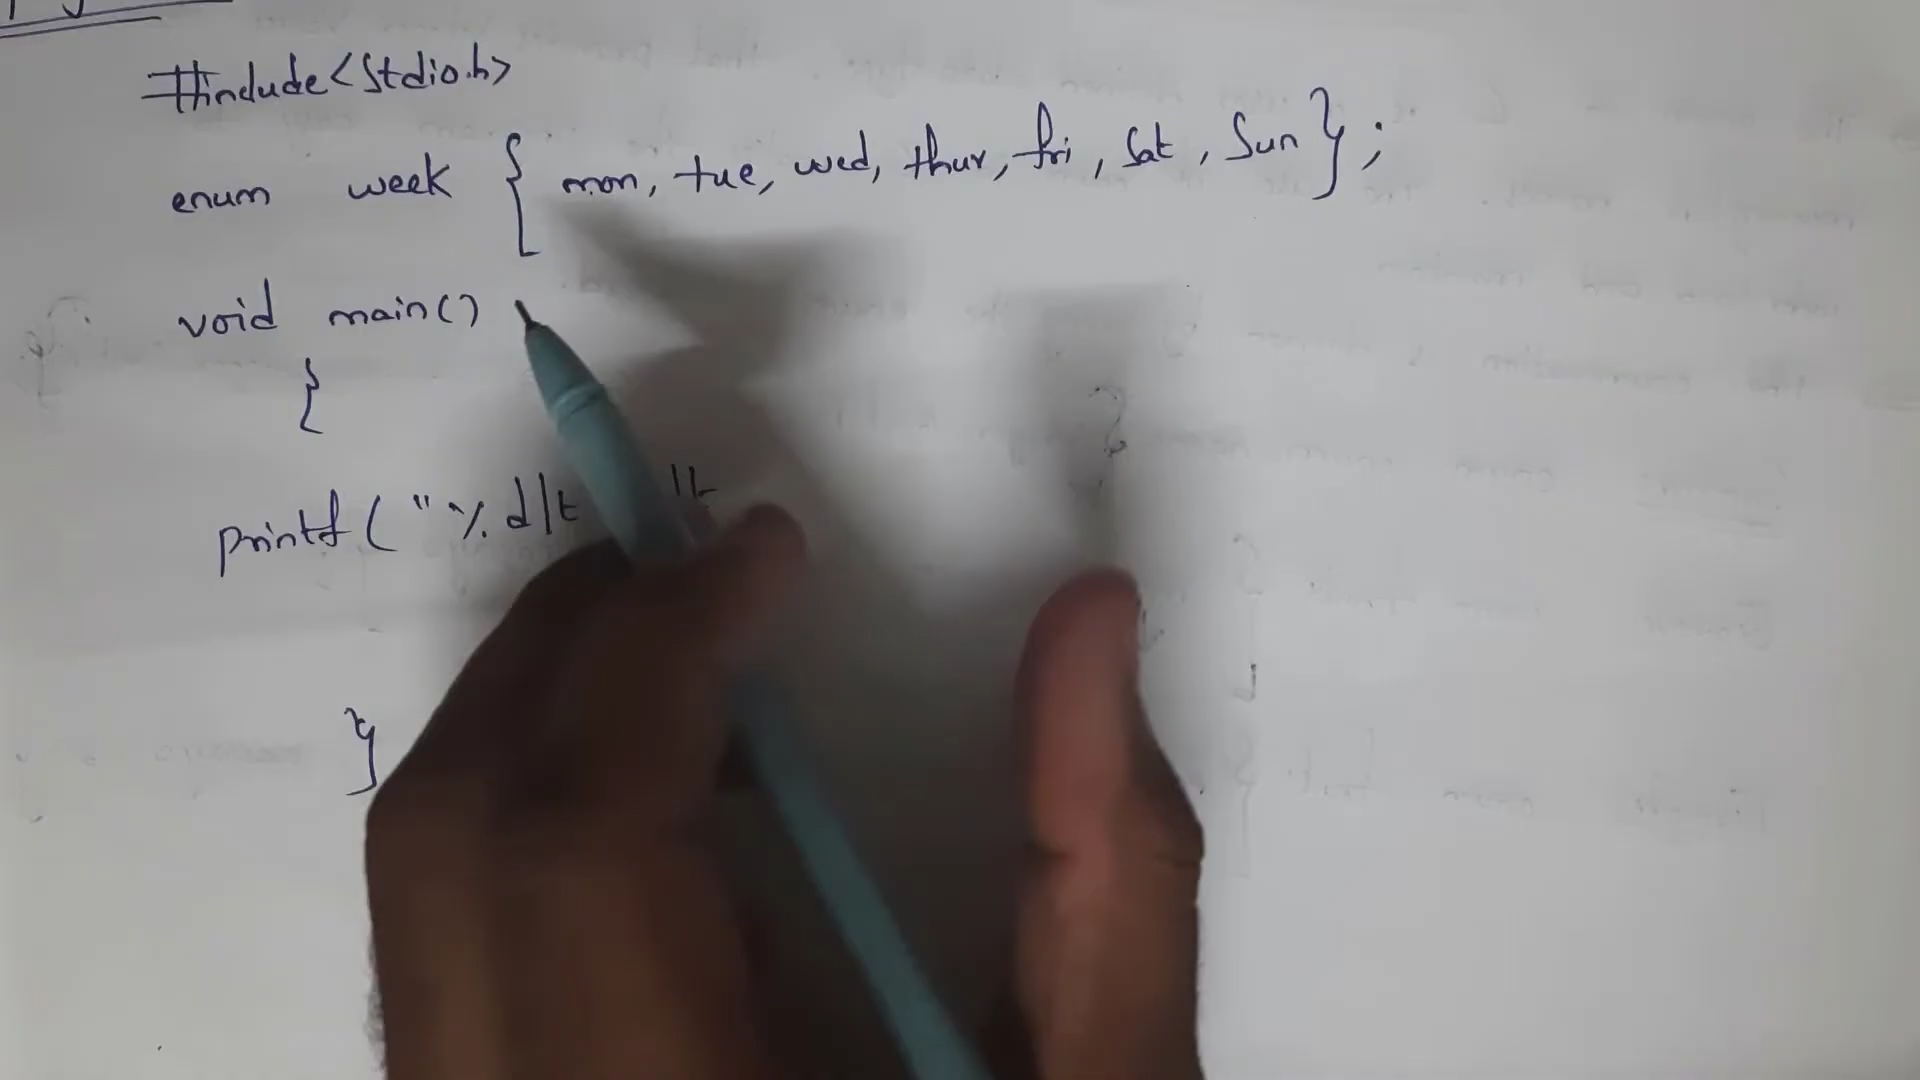 #include<stdio.h>
enum week { mon, tue, wed, thur, fri, Sat, Sun };
void main()
{
printf( "%d\t
}